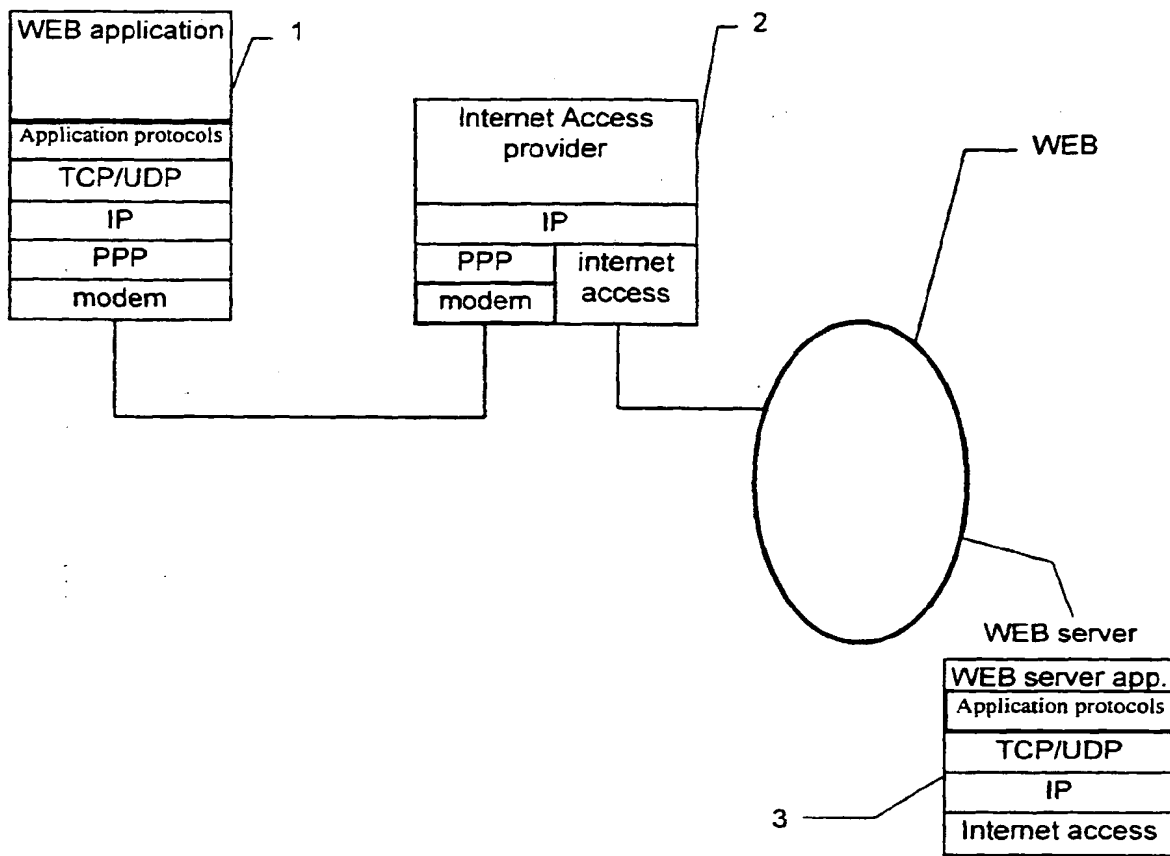 WEB application
1
Application protocols
TCP/UDP
IP
PPP
modem
2
Internet Access
provider
IP
PPP
modem
internet
access
WEB
WEB server
WEB server app.
Application protocols
TCP/UDP
IP
Internet access
3